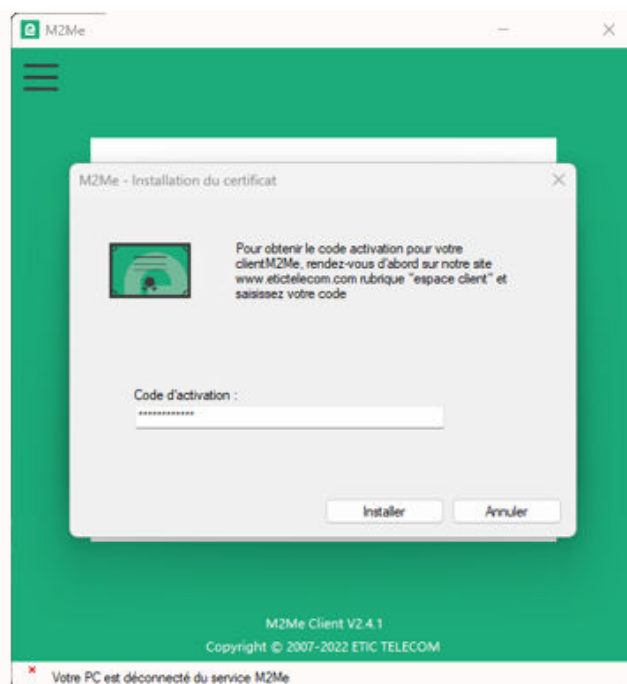 M2Me
M2Me - Installation du certificat
Pour obtenir le code activation pour votre
clientM2Me, rendez-vous d'abord sur notre site
www.etictelecom.com rubrique "espace client" et
saisissez votre code
Code d'activation :
************
Installer
Annuler
M2Me Client V2.4.1
Copyright © 2007-2022 ETIC TELECOM
Votre PC est déconnecté du service M2Me